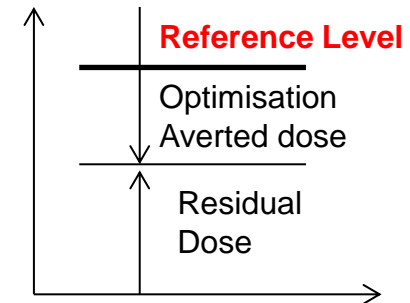 Reference Level
Optimisation
Averted dose
Residual
Dose